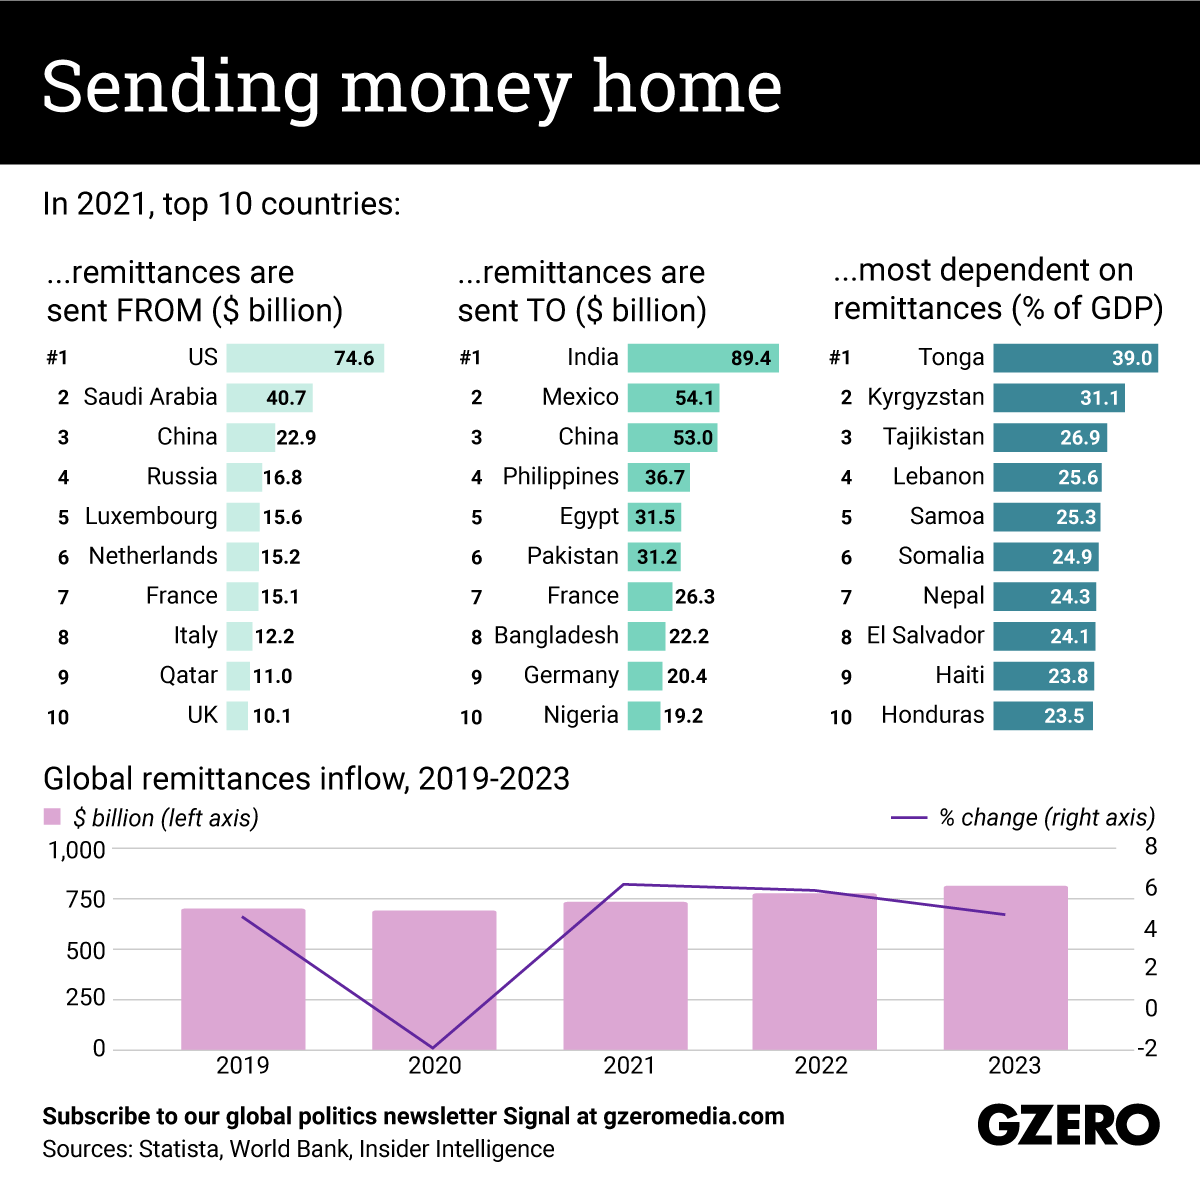 Sending money home
In 2021, top 10 countries:
...remittances are
sent FROM ($ billion)
#1 US 74.6
2 Saudi Arabia 40.7
3 China 22.9
4 Russia 16.8
5 Luxembourg 15.6
6 Netherlands 15.2
7 France 15.1
8 Italy 12.2
9 Qatar 11.0
10 UK 10.1
...remittances are
sent TO ($ billion)
#1 India 89.4
2 Mexico 54.1
3 China 53.0
4 Philippines 36.7
5 Egypt 31.5
6 Pakistan 31.2
7 France 26.3
8 Bangladesh 22.2
9 Germany 20.4
10 Nigeria 19.2
...most dependent on
remittances (% of GDP)
#1 Tonga 39.0
2 Kyrgyzstan 31.1
3 Tajikistan 26.9
4 Lebanon 25.6
5 Samoa 25.3
6 Somalia 24.9
7 Nepal 24.3
8 El Salvador 24.1
9 Haiti 23.8
10 Honduras 23.5
Global remittances inflow, 2019-2023
$ billion (left axis)
% change (right axis)
1,000
750
500
250
0
8
6
4
2
0
-2
2019 2020 2021 2022 2023
Subscribe to our global politics newsletter Signal at gzeromedia.com
Sources: Statista, World Bank, Insider Intelligence
GZERO